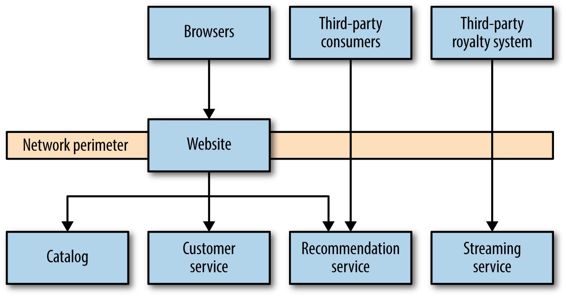 Browsers
Third-party
consumers
Third-party
royalty system
Network perimeter
Website
Catalog
Customer
service
Recommendation
service
Streaming
service